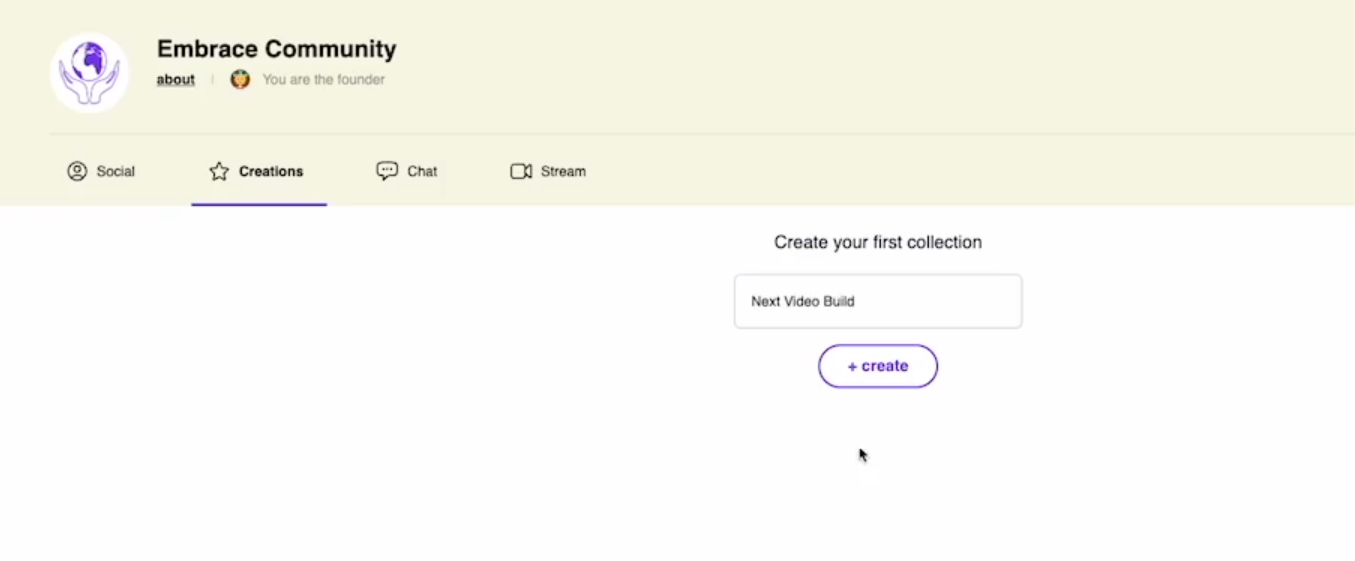 Embrace Community
about | You are the founder
Social Creations Chat Stream
Create your first collection
Next Video Build
+ create